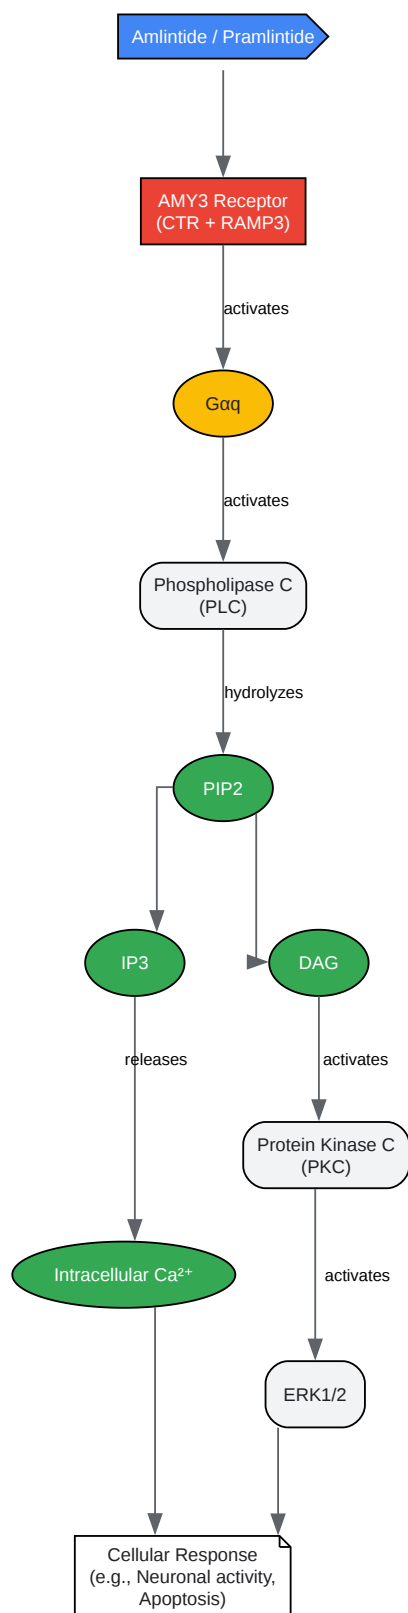 Amlintide / Pramlintide
AMY3 Receptor
(CTR + RAMP3)
activates
Gαq
activates
Phospholipase C
(PLC)
hydrolyzes
PIP2
IP3
DAG
releases
activates
Protein Kinase C
(PKC)
Intracellular Ca²⁺
activates
ERK1/2
Cellular Response
(e.g., Neuronal activity,
Apoptosis)